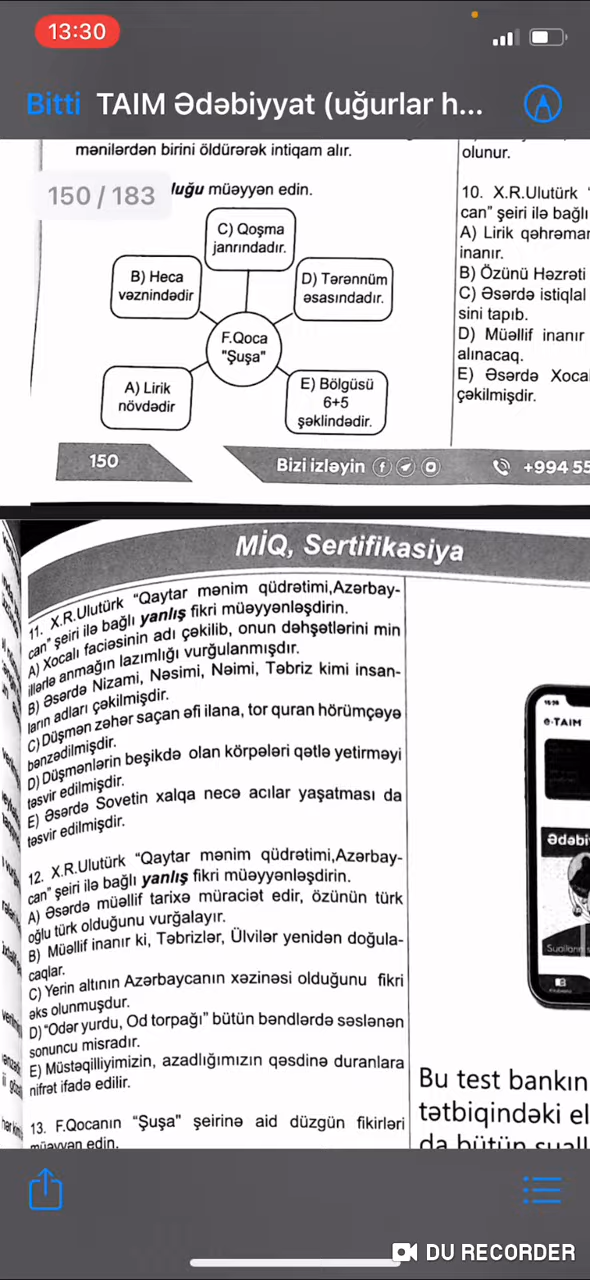 13:30
Bitti TAIM Ədəbiyyat (uğurlar h...
mənilərdən birini öldürərək intiqam alır.
150 / 183
luğu müəyyən edin.
C) Qoşma
janrındadır.
B) Heca
vəznindədir
D) Tərənnüm
əsasındadır.
F.Qoca
"Şuşa"
A) Lirik
növdədir
E) Bölgüsü
6+5
şəklindədir.
olunur.
10. X.R.Ulutürk "
can" şeiri ilə bağlı
A) Lirik qəhrəmar
inanır.
B) Özünü Həzrəti
C) Əsərdə istiqlal
sini tapıb.
D) Müəllif inanır
alınacaq.
E) Əsərdə Xoca
çəkilmişdir.
150
Bizi izləyin
+994 55
MİQ, Sertifikasiya
11. X.R.Ulutürk "Qaytar mənim qüdrətimi,Azərbay-
can" şeiri ilə bağlı yanlış fikri müəyyənləşdirin.
A) Xocalı faciəsinin adı çəkilib, onun dəhşətlərini min
illərlə anmağın lazımlığı vurğulanmışdır.
B) Əsərdə Nizami, Nəsimi, Nəimi, Təbriz kimi insan-
ların adları çəkilmişdir.
C) Düşmən zəhər saçan əfi ilana, tor quran hörümçəyə
bənzədilmişdir.
D) Düşmənlərin beşikdə olan körpələri qətlə yetirməyi
təsvir edilmişdir.
E) Əsərdə Sovetin xalqa necə acılar yaşatması da
təsvir edilmişdir.
12. X.R.Ulutürk "Qaytar mənim qüdrətimi,Azərbay-
can" şeiri ilə bağlı yanlış fikri müəyyənləşdirin.
A) Əsərdə müəllif tarixə müraciət edir, özünün türk
oğlu türk olduğunu vurğalayır.
B) Müəllif inanır ki, Təbrizlər, Ülvilər yenidən doğula-
caqlar.
C) Yerin altının Azərbaycanın xəzinəsi olduğunu fikri
əks olunmuşdur.
D) "Odər yurdu, Od torpağı" bütün bəndlərdə səslənən
sonuncu misradır.
E) Müstəqilliyimizin, azadlığımızın qəsdinə duranlara
nifrət ifadə edilir.
13. F.Qocanın "Şuşa" şeirinə aid düzgün fikirləri
müəyyən edin.
e-TAIM
Ədəbi
Bu test bankın
tətbiqindəki el
da bütün sual
DU RECORDER